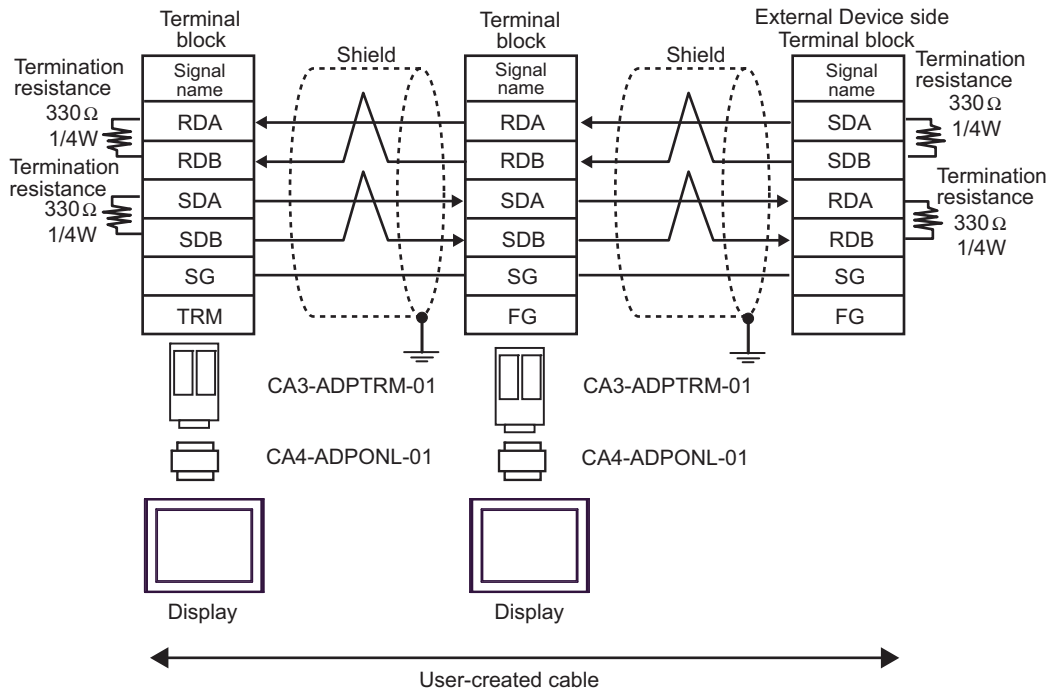 Terminal
block
Terminal
block
External Device side
Terminal block
Shield
Shield
Termination
resistance
330Ω
1/4W
Termination
resistance
330Ω
1/4W
Signal
name
RDA
RDB
SDA
SDB
SG
TRM
Signal
name
RDA
RDB
SDA
SDB
SG
FG
Signal
name
SDA
SDB
RDA
RDB
SG
FG
Termination
resistance
330Ω
1/4W
Termination
resistance
330Ω
1/4W
CA3-ADPTRM-01
CA3-ADPTRM-01
CA4-ADPONL-01
CA4-ADPONL-01
Display
Display
User-created cable